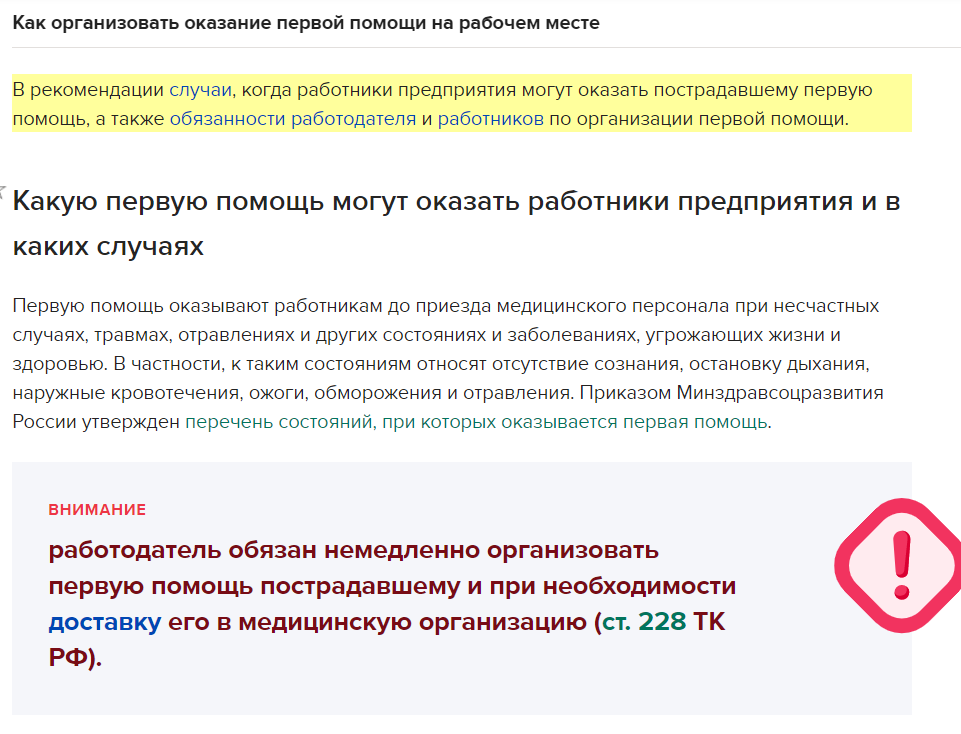 Как организовать оказание первой помощи на рабочем месте
В рекомендации случаи, когда работники предприятия могут оказать пострадавшему первую
помощь, а также обязанности работодателя и работников по организации первой помощи.
Какую первую помощь могут оказать работники предприятия и в
каких случаях
Первую помощь оказывают работникам до приезда медицинского персонала при несчастных
случаях, травмах, отравлениях и других состояниях и заболеваниях, угрожающих жизни и
здоровью. В частности, к таким состояниям относят отсутствие сознания, остановку дыхания,
наружные кровотечения, ожоги, обморожения и отравления. Приказом Минздравсоцразвития
России утвержден перечень состояний, при которых оказывается первая помощь.
ВНИМАНИЕ
работодатель обязан немедленно организовать
первую помощь пострадавшему и при необходимости
доставку его в медицинскую организацию (ст. 228 ТК
РФ).